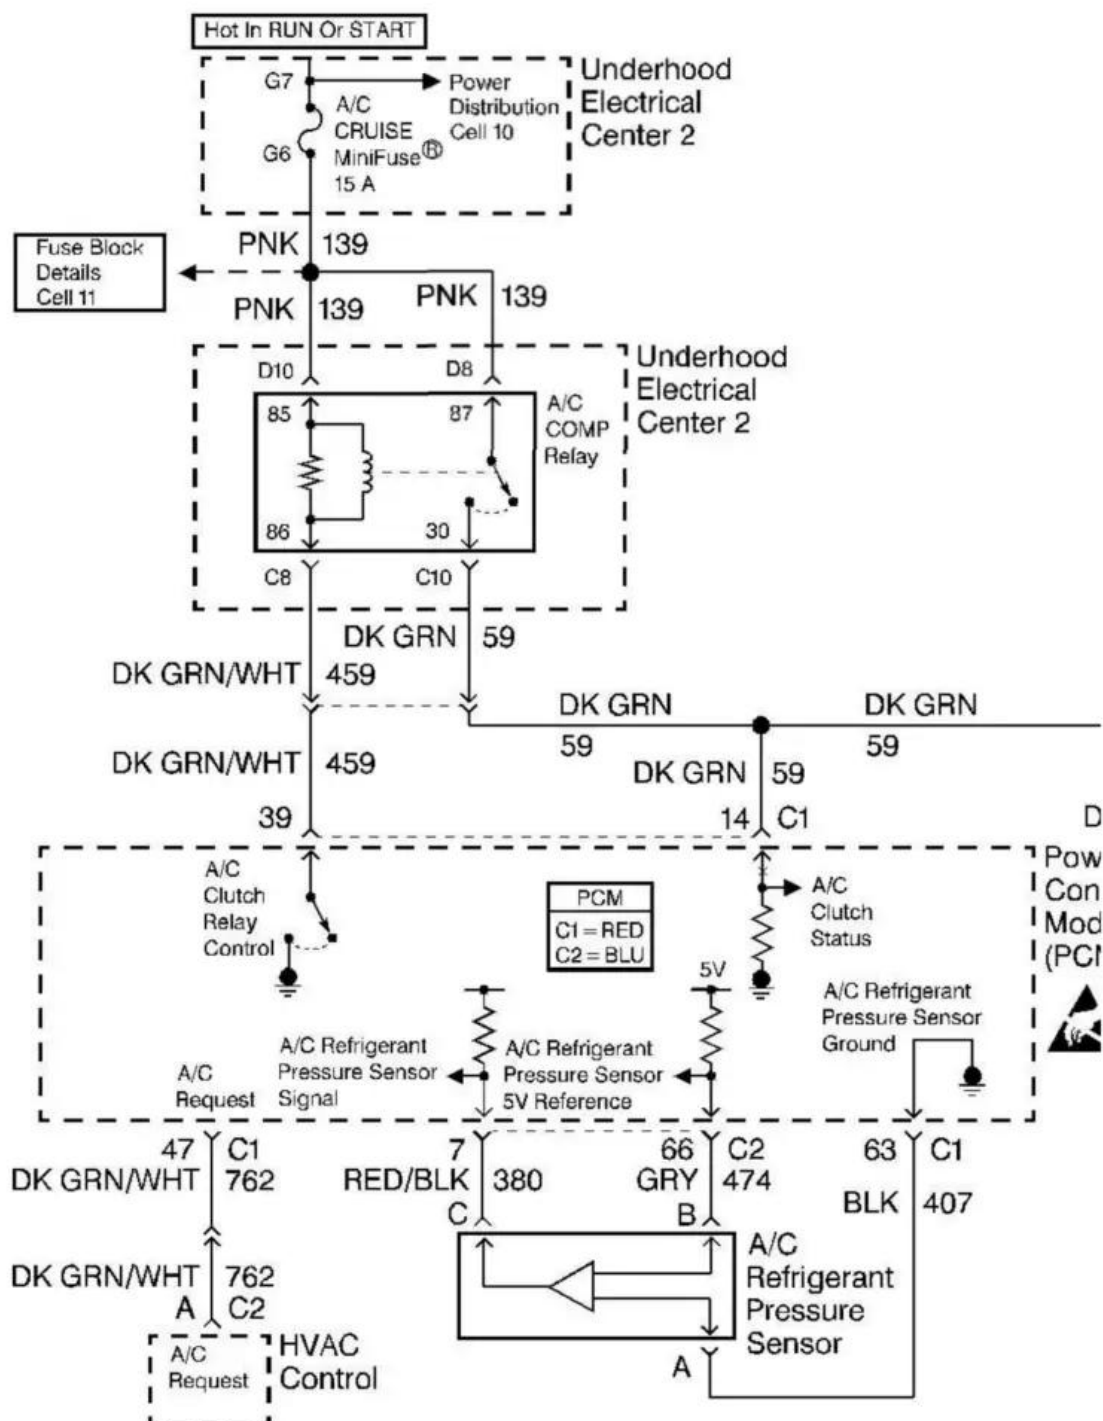 Hot In RUN Or START
G7
Power
Distribution
Cell 10
A/C
CRUISE
MiniFuse®
15 A
G6
Underhood
Electrical
Center 2
PNK 139
Fuse Block
Details
Cell 11
PNK 139
PNK 139
Underhood
Electrical
Center 2
D10
D8
85
87
A/C
COMP
Relay
86
30
C8
C10
DK GRN 59
DK GRN/WHT 459
DK GRN
59
DK GRN
59
DK GRN/WHT 459
DK GRN 59
39
14 C1
D
Pow
Con
Mod
A/C
Clutch
Relay
Control
PCM
C1 = RED
C2 = BLU
A/C
Clutch
Status
5V
A/C Refrigerant
Pressure Sensor
Signal
A/C Refrigerant
Pressure Sensor
5V Reference
A/C Refrigerant
Pressure Sensor
Ground
A/C
Request
47 C1
7
66 C2
63 C1
DK GRN/WHT 762
RED/BLK 380
GRY 474
BLK 407
C
B
DK GRN/WHT 762
A C2
A/C
Refrigerant
Pressure
Sensor
A
A/C
Request
HVAC
Control